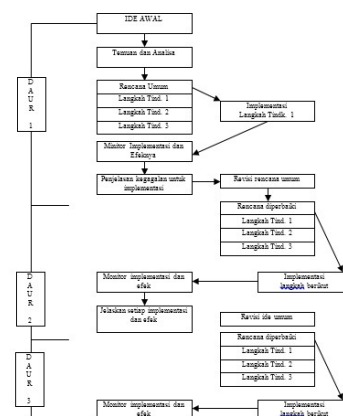 IDE AWAL
Temuan dan Analisa
D
A
U
R
1
Rencana Umum
Langkah Tind. 1
Langkah Tind. 2
Langkah Tind. 3
Implementasi
Langkah Tindk. 1
Minitor Implementasi dan
Efeknya
Penjelasan kegagalan untuk
implementasi
Revisi rencana umum
Rencana diperbaiki
Langkah Tind. 1
Langkah Tind. 2
Langkah Tind. 3
D
A
U
R
2
Monitor implementasi dan
efek
Implementasi
langkah berikut
Jelaskan setiap implementasi
dan efek
Revisi ide umum
D
A
U
R
3
Rencana diperbaiki
Langkah Tind. 1
Langkah Tind. 2
Langkah Tind. 3
Monitor implementasi dan
efek
Implementasi
langkah berikut